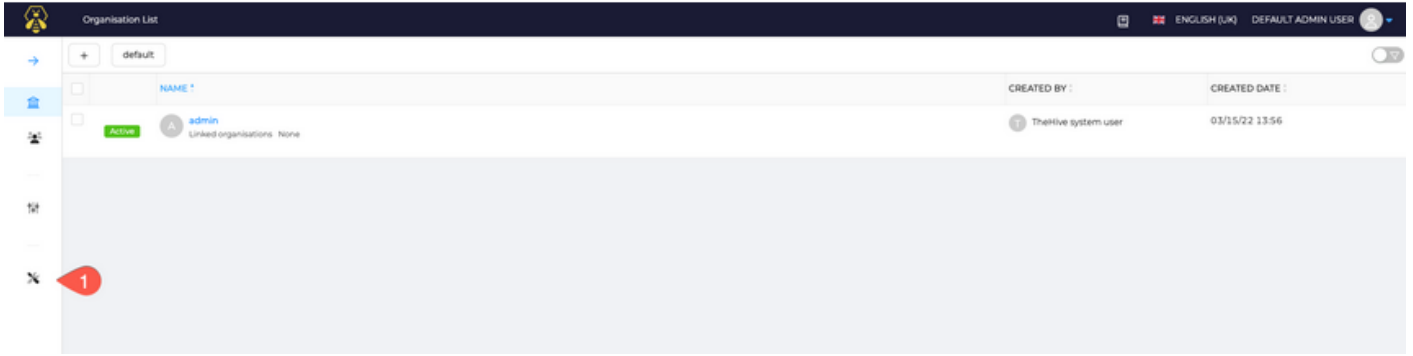 Organisation List
ENGLISH (UK) DEFAULT ADMIN USER
+ default
NAME CREATED BY CREATED DATE
Active A admin T TheHive system user 03/15/22 13:56
Linked organisations None
1